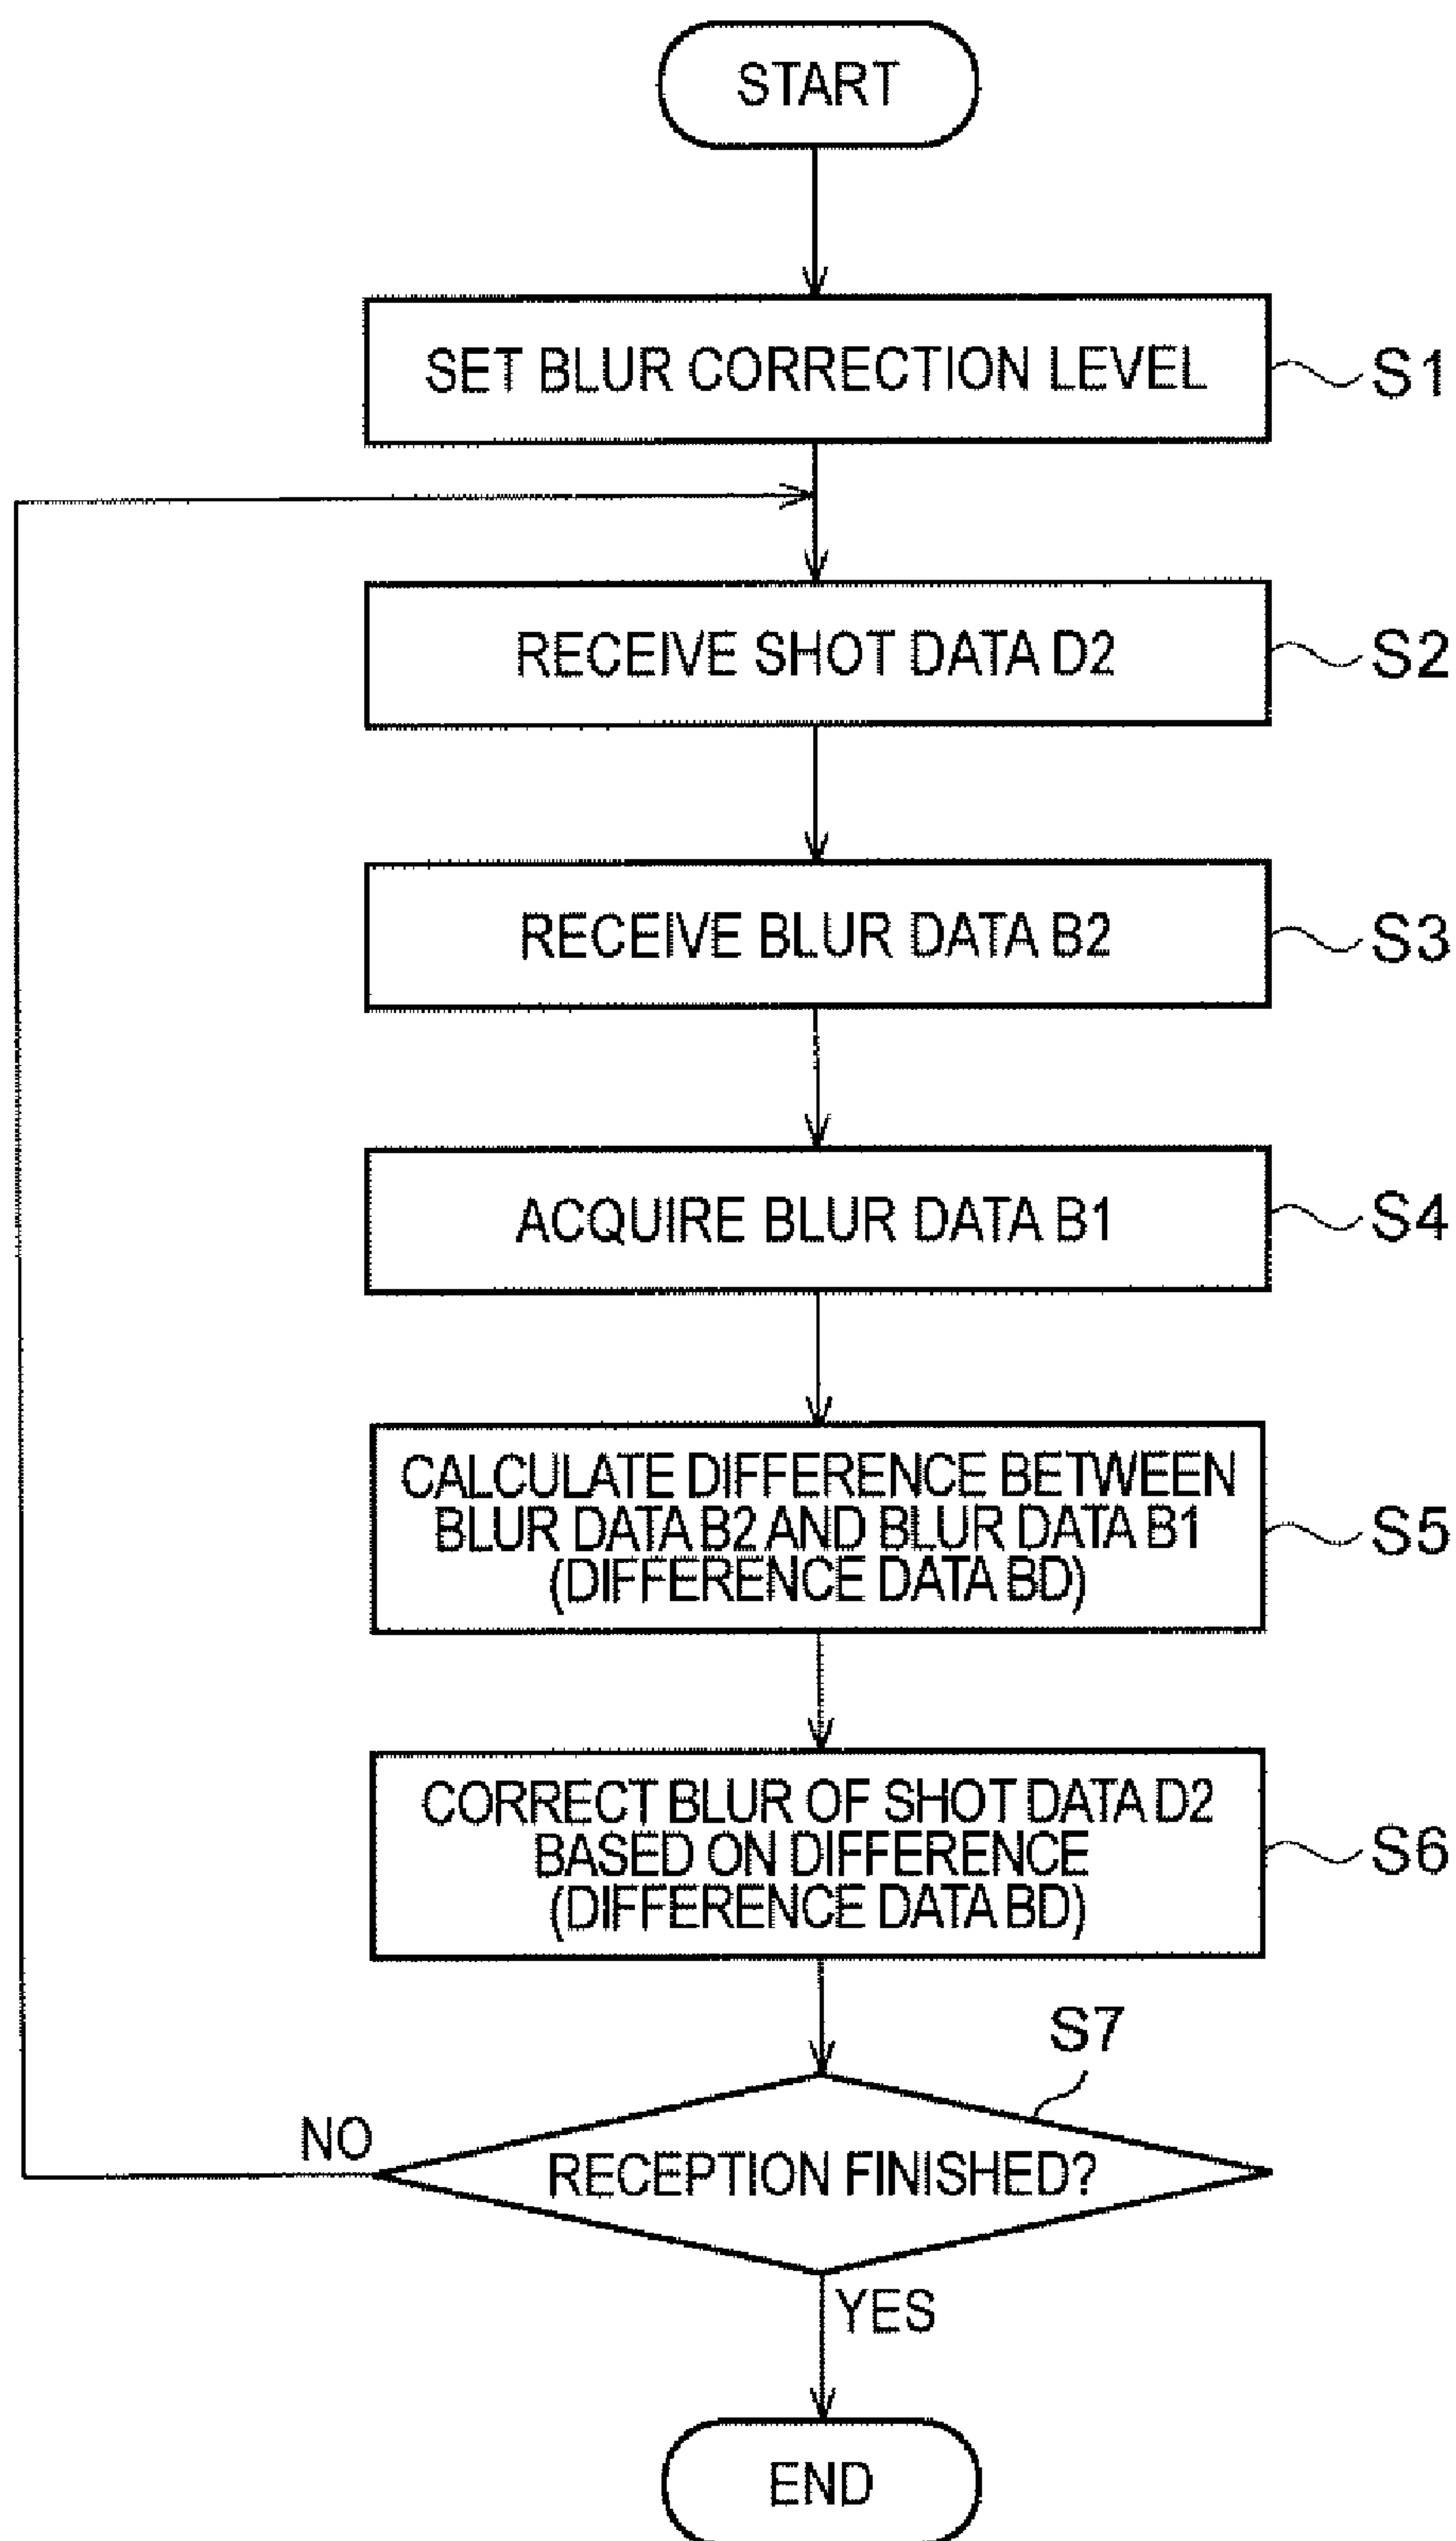 START
SET BLUR CORRECTION LEVEL
S1
RECEIVE SHOT DATA D2
S2
RECEIVE BLUR DATA B2
S3
ACQUIRE BLUR DATA B1
S4
CALCULATE DIFFERENCE BETWEEN
BLUR DATA B2 AND BLUR DATA B1
(DIFFERENCE DATA BD)
S5
CORRECT BLUR OF SHOT DATA D2
BASED ON DIFFERENCE
(DIFFERENCE DATA BD)
S6
S7
NO
RECEPTION FINISHED?
YES
END